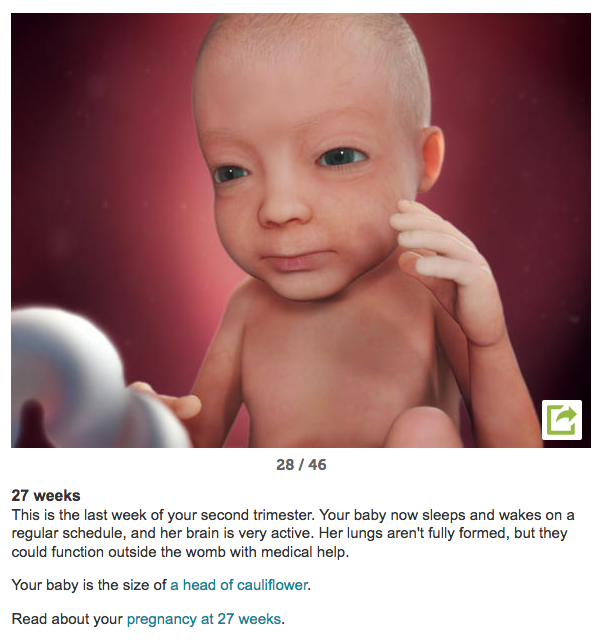 28 / 46
27 weeks
This is the last week of your second trimester. Your baby now sleeps and wakes on a
regular schedule, and her brain is very active. Her lungs aren't fully formed, but they
could function outside the womb with medical help.
Your baby is the size of a head of cauliflower.
Read about your pregnancy at 27 weeks.